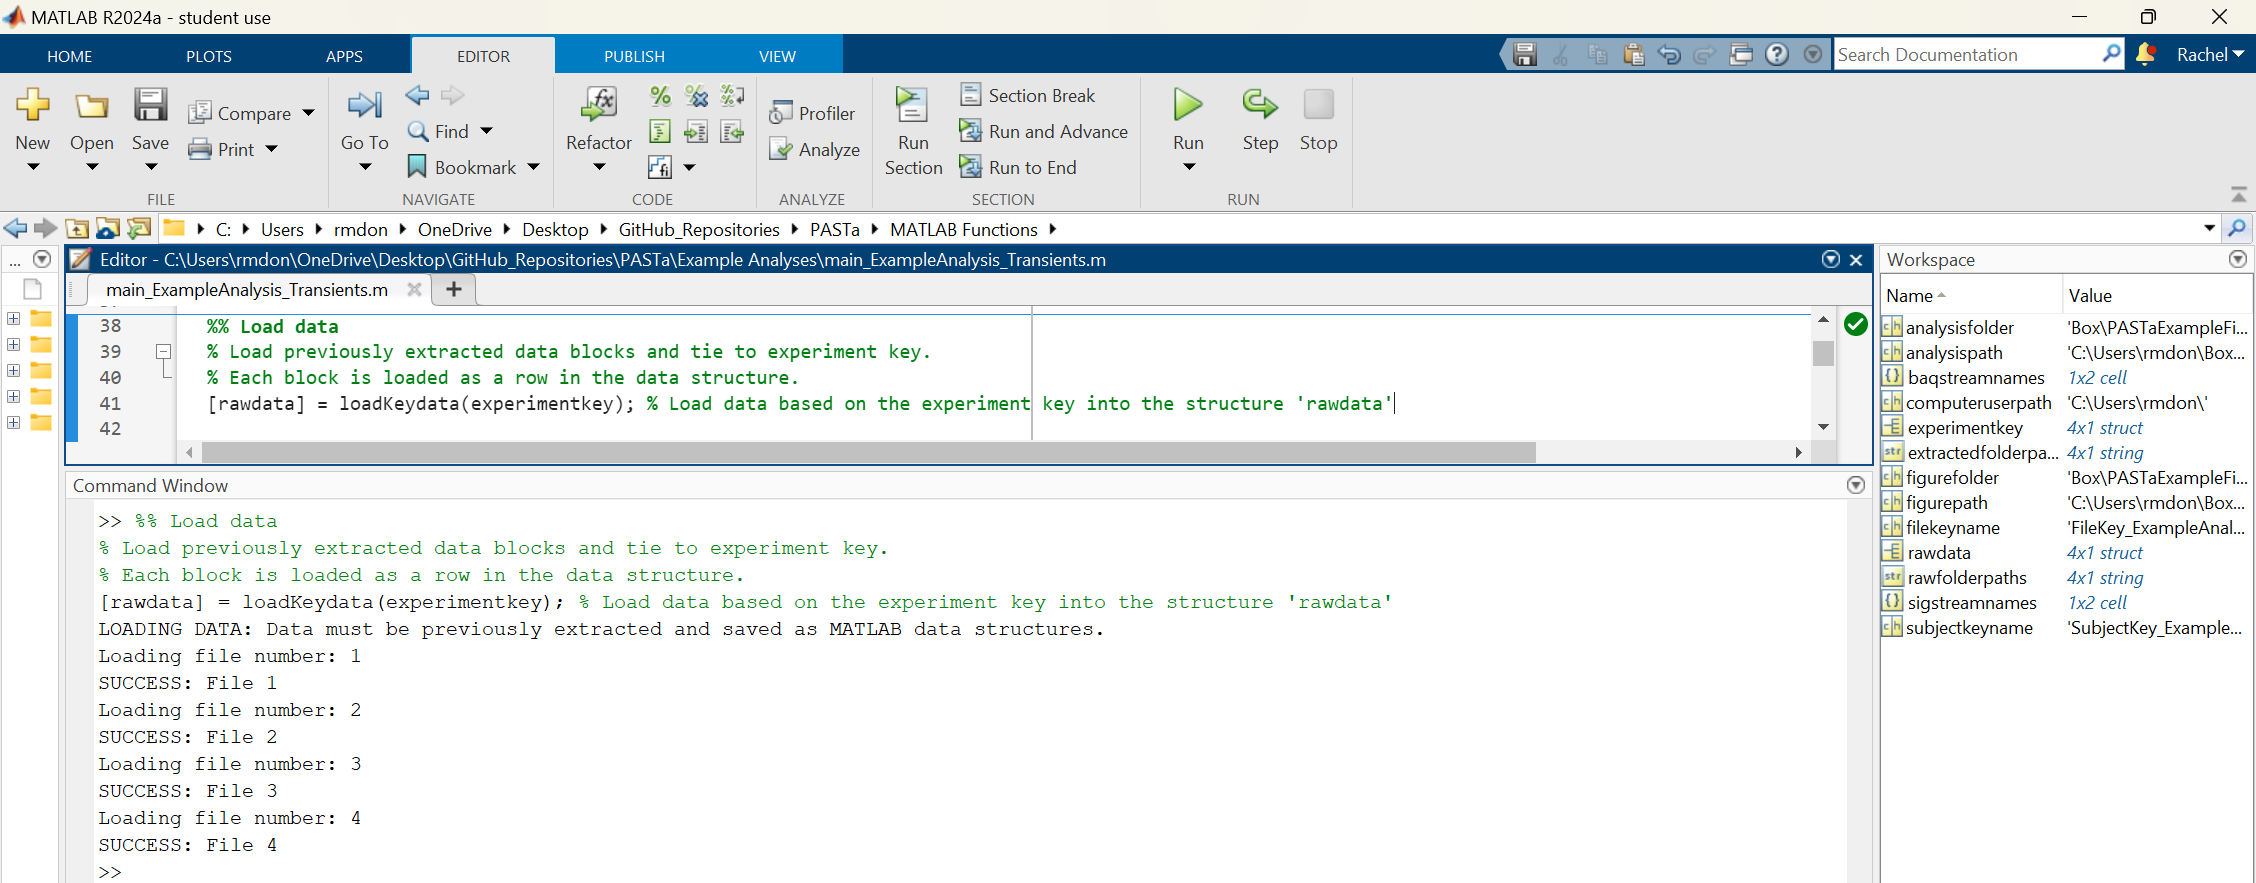 MATLAB R2024a - student use
HOME PLOTS APPS EDITOR PUBLISH VIEW Search Documentation Rachel
New Open Save Compare Print FILE
Go To Find Bookmark NAVIGATE
Refactor CODE
Profiler Analyze ANALYZE
Run Section Section Break Run and Advance Run to End SECTION
Run Step Stop RUN
C: Users rmdon OneDrive Desktop GitHub_Repositories PASTa MATLAB Functions
...
Editor - C:\Users\rmdon\OneDrive\Desktop\GitHub_Repositories\PASTa\Example Analyses\main_ExampleAnalysis_Transients.m
main_ExampleAnalysis_Transients.m
38 %% Load data
39 % Load previously extracted data blocks and tie to experiment key.
40 % Each block is loaded as a row in the data structure.
41 [rawdata] = loadKeydata(experimentkey); % Load data based on the experiment key into the structure 'rawdata'
42
Command Window
>> %% Load data
% Load previously extracted data blocks and tie to experiment key.
% Each block is loaded as a row in the data structure.
[rawdata] = loadKeydata(experimentkey); % Load data based on the experiment key into the structure 'rawdata'
LOADING DATA: Data must be previously extracted and saved as MATLAB data structures.
Loading file number: 1
SUCCESS: File 1
Loading file number: 2
SUCCESS: File 2
Loading file number: 3
SUCCESS: File 3
Loading file number: 4
SUCCESS: File 4
>>
Workspace
Name Value
analysisfolder 'Box\PASTaExampleFi...
analysispath 'C:\Users\rmdon\Box...
baqstreamnames 1x2 cell
computeruserpath 'C:\Users\rmdon\'
experimentkey 4x1 struct
extractedfolderpa... 4x1 string
figurefolder 'Box\PASTaExampleFi...
figurepath 'C:\Users\rmdon\Box...
filekeyname 'FileKey_ExampleAnal...
rawdata 4x1 struct
rawfolderpaths 4x1 string
sigstreamnames 1x2 cell
subjectkeyname 'SubjectKey_Example...